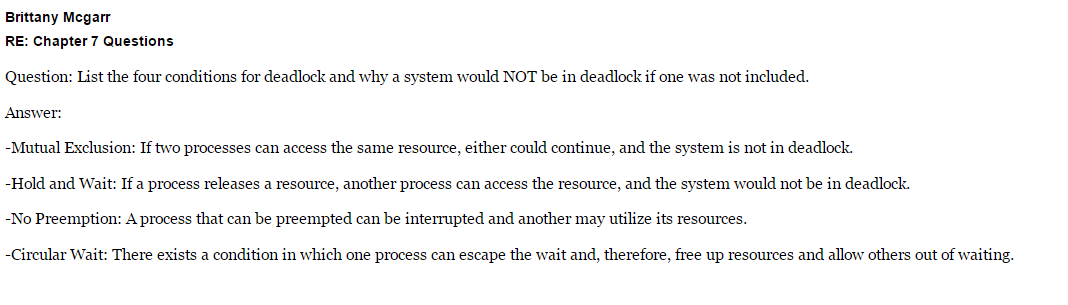 Brittany Mcgarr
RE: Chapter 7 Questions
Question: List the four conditions for deadlock and why a system would NOT be in deadlock if one was not included.
Answer:
-Mutual Exclusion: If two processes can access the same resource, either could continue, and the system is not in deadlock.
-Hold and Wait: If a process releases a resource, another process can access the resource, and the system would not be in deadlock.
-No Preemption: A process that can be preempted can be interrupted and another may utilize its resources.
-Circular Wait: There exists a condition in which one process can escape the wait and, therefore, free up resources and allow others out of waiting.